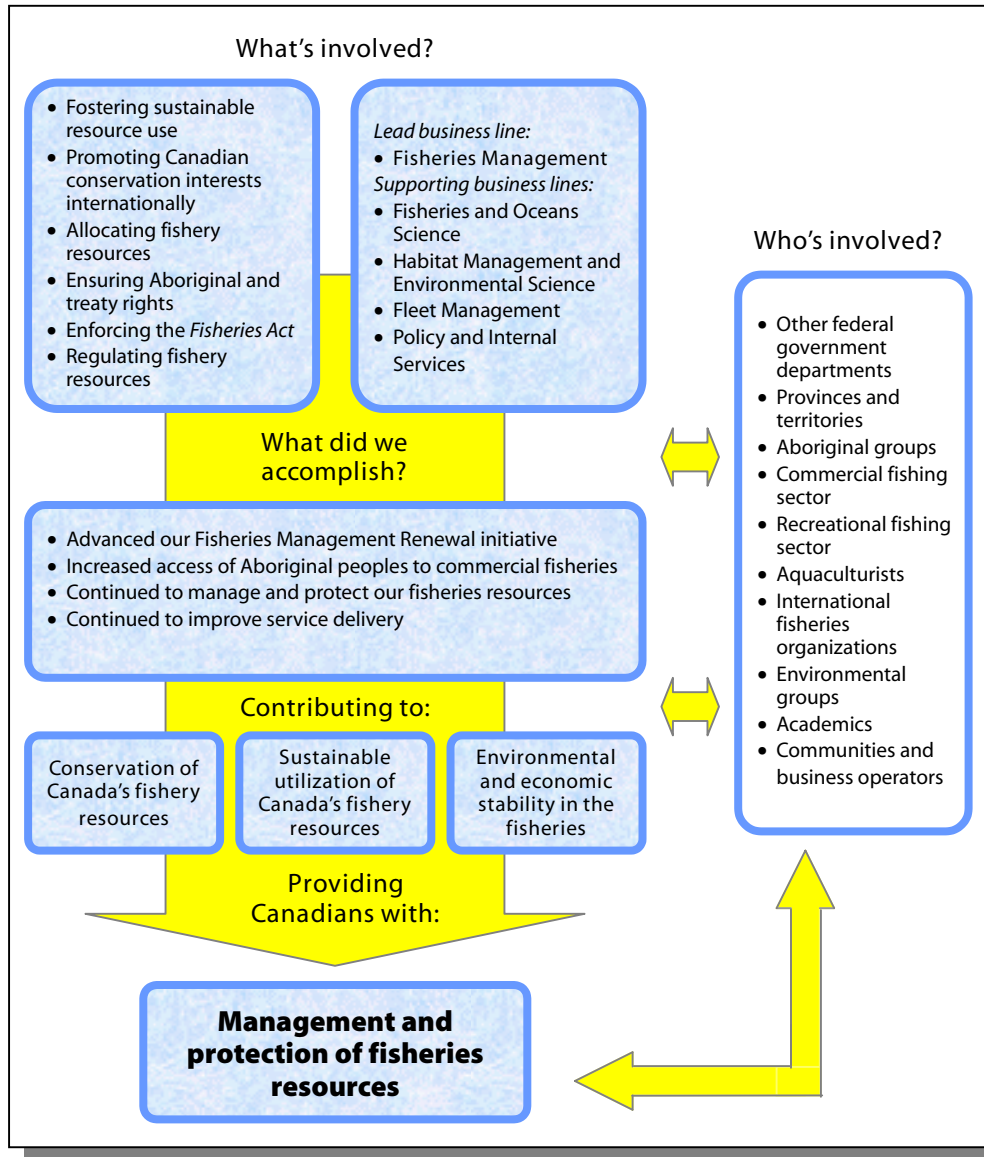 What's involved?
• Fostering sustainable
resource use
• Promoting Canadian
conservation interests
internationally
• Allocating fishery
resources
• Ensuring Aboriginal and
treaty rights
• Enforcing the Fisheries Act
• Regulating fishery
resources
Lead business line:
• Fisheries Management
Supporting business lines:
• Fisheries and Oceans
Science
• Habitat Management and
Environmental Science
• Fleet Management
• Policy and Internal
Services
Who's involved?
• Other federal
government
departments
• Provinces and
territories
• Aboriginal groups
• Commercial fishing
sector
• Recreational fishing
sector
• Aquaculturists
• International
fisheries
organizations
• Environmental
groups
• Academics
• Communities and
business operators
What did we
accomplish?
• Advanced our Fisheries Management Renewal initiative
• Increased access of Aboriginal peoples to commercial fisheries
• Continued to manage and protect our fisheries resources
• Continued to improve service delivery
Contributing to:
Conservation of
Canada's fishery
resources
Sustainable
utilization of
Canada's fishery
resources
Environmental
and economic
stability in the
fisheries
Providing
Canadians with:
Management and
protection of fisheries
resources